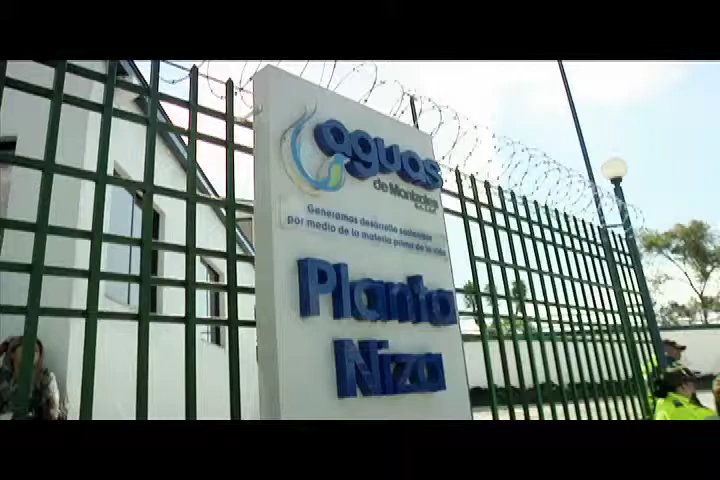 aguas
de Manizales
Generamos desarrollo sostenible
por medio de la materia prima de la vida
Planta
Niza